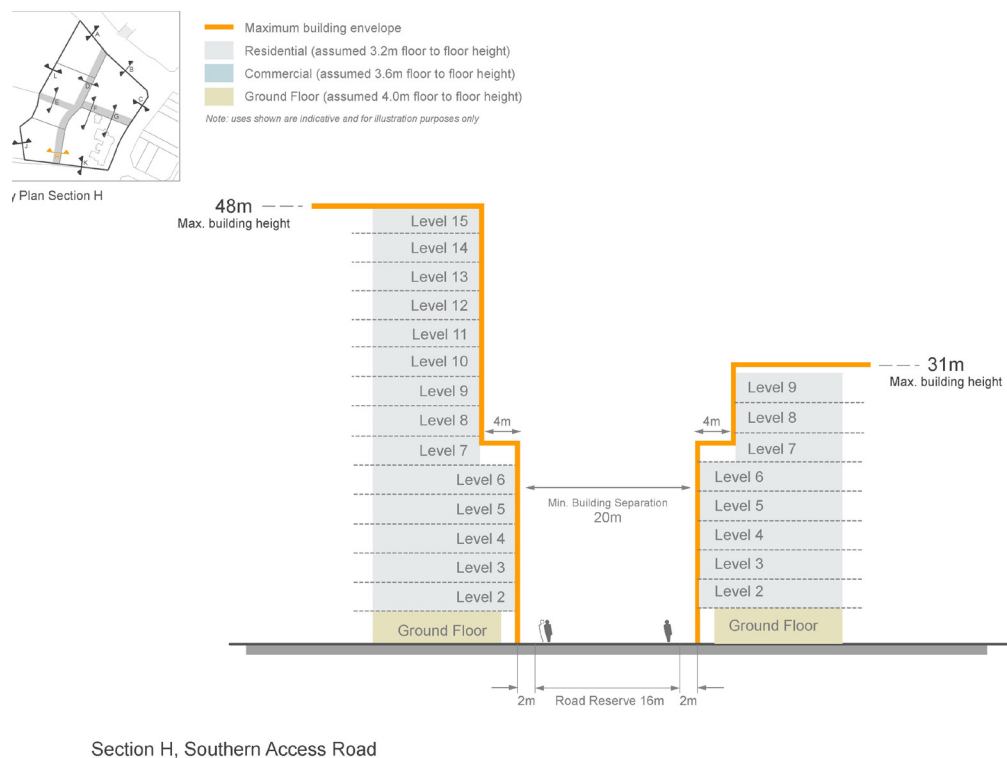 Maximum building envelope
Residential (assumed 3.2m floor to floor height)
Commercial (assumed 3.6m floor to floor height)
Ground Floor (assumed 4.0m floor to floor height)
Note: uses shown are indicative and for illustration purposes only
A
B
L
D
E
F
C
G
J
K
y Plan Section H
48m
Max. building height
Level 15
Level 14
Level 13
Level 12
Level 11
Level 10
Level 9
Level 8
Level 7
Level 6
Level 5
Level 4
Level 3
Level 2
Ground Floor
4m
Min. Building Separation
20m
4m
31m
Max. building height
Level 9
Level 8
Level 7
Level 6
Level 5
Level 4
Level 3
Level 2
Ground Floor
2m
Road Reserve 16m
2m
Section H, Southern Access Road